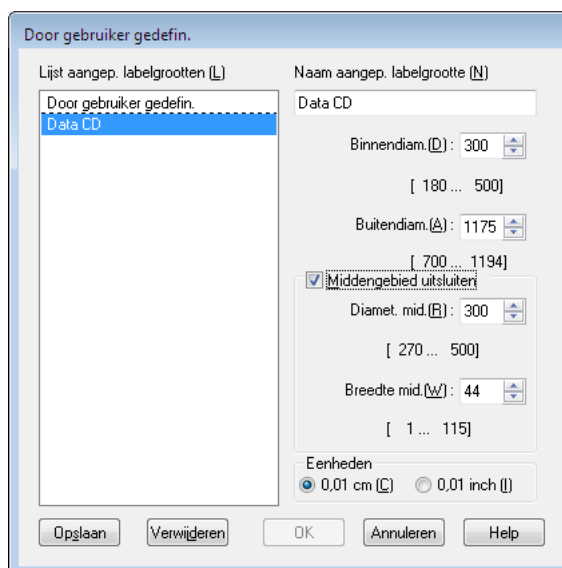 Door gebruiker gedefin.
Lijst aangep. labelgrootten (L)
Door gebruiker gedefin.
Data CD
Naam aangep. labelgrootte (N)
Data CD
Binnendiam.(D) : 300
[ 180 ... 500]
Buitendiam.(A) : 1175
[ 700 ... 1194]
Middengebied uitsluiten
Diamet. mid.(R) : 300
[ 270 ... 500]
Breedte mid.(W) : 44
[ 1 ... 115]
Eenheden
0,01 cm (C) 0,01 inch (I)
Opslaan Verwijderen OK Annuleren Help